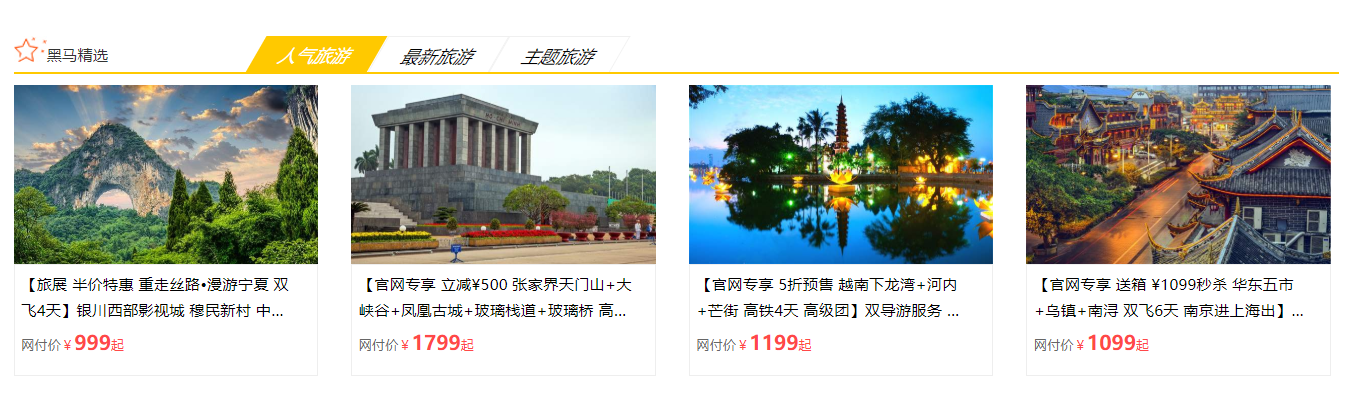 黑马精选
人气旅游
最新旅游
主题旅游
【旅展 半价特惠 重走丝路•漫游宁夏 双
飞4天】银川西部影视城 穆民新村 中...
网付价￥999起
【官网专享 立减¥500 张家界天门山+大
峡谷+凤凰古城+玻璃栈道+玻璃桥 高...
网付价￥1799起
【官网专享 5折预售 越南下龙湾+河内
+芒街 高铁4天 高级团】双导游服务 ...
网付价￥1199起
【官网专享 送箱 ¥1099秒杀 华东五市
+乌镇+南浔 双飞6天 南京进上海出】...
网付价￥1099起